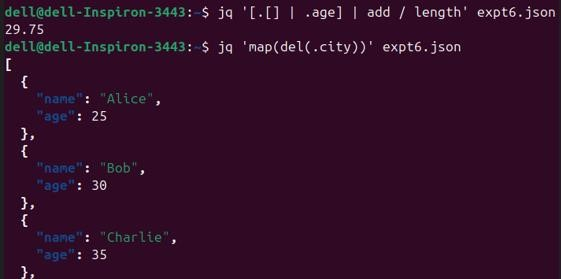 dell@dell-Inspiron-3443:~$ jq '[.[] | .age] | add / length' expt6.json
29.75
dell@dell-Inspiron-3443:~$ jq 'map(del(.city))' expt6.json
[
  {
    "name": "Alice",
    "age": 25
  },
  {
    "name": "Bob",
    "age": 30
  },
  {
    "name": "Charlie",
    "age": 35
  },